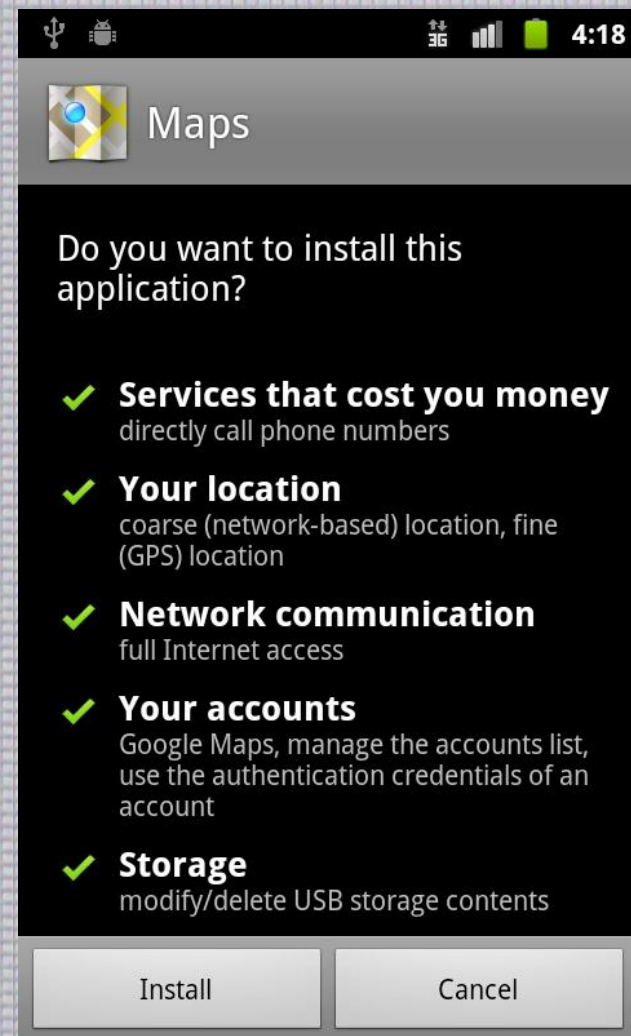 3G 4:18
Maps
Do you want to install this
application?
Services that cost you money
directly call phone numbers
Your location
coarse (network-based) location, fine
(GPS) location
Network communication
full Internet access
Your accounts
Google Maps, manage the accounts list,
use the authentication credentials of an
account
Storage
modify/delete USB storage contents
Install Cancel